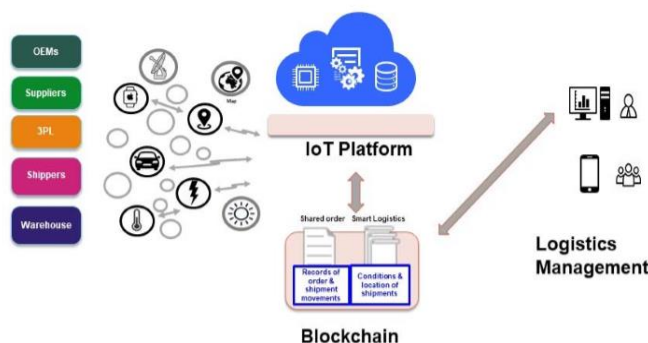 OEMs
Suppliers
3PL
Shippers
Warehouse
Map
IoT Platform
Shared order
Smart Logistics
Records of
order &
shipment
movements
Conditions &
location of
shipments
Blockchain
Logistics
Management